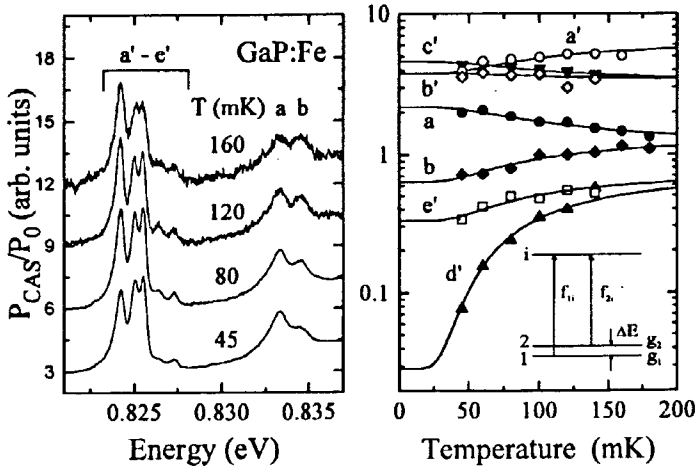 a' - e'
GaP:Fe
T (mK) a b
160
120
80
45
18
15
12
9
6
3
P_CAS/P_0 (arb. units)
0.825
0.830
0.835
Energy (eV)
10
1
0.1
c'
a'
b'
a
b
e'
d'
i
f_1i
f_2i
ΔE
2
g_2
1
g_1
0
50
100
150
200
Temperature (mK)